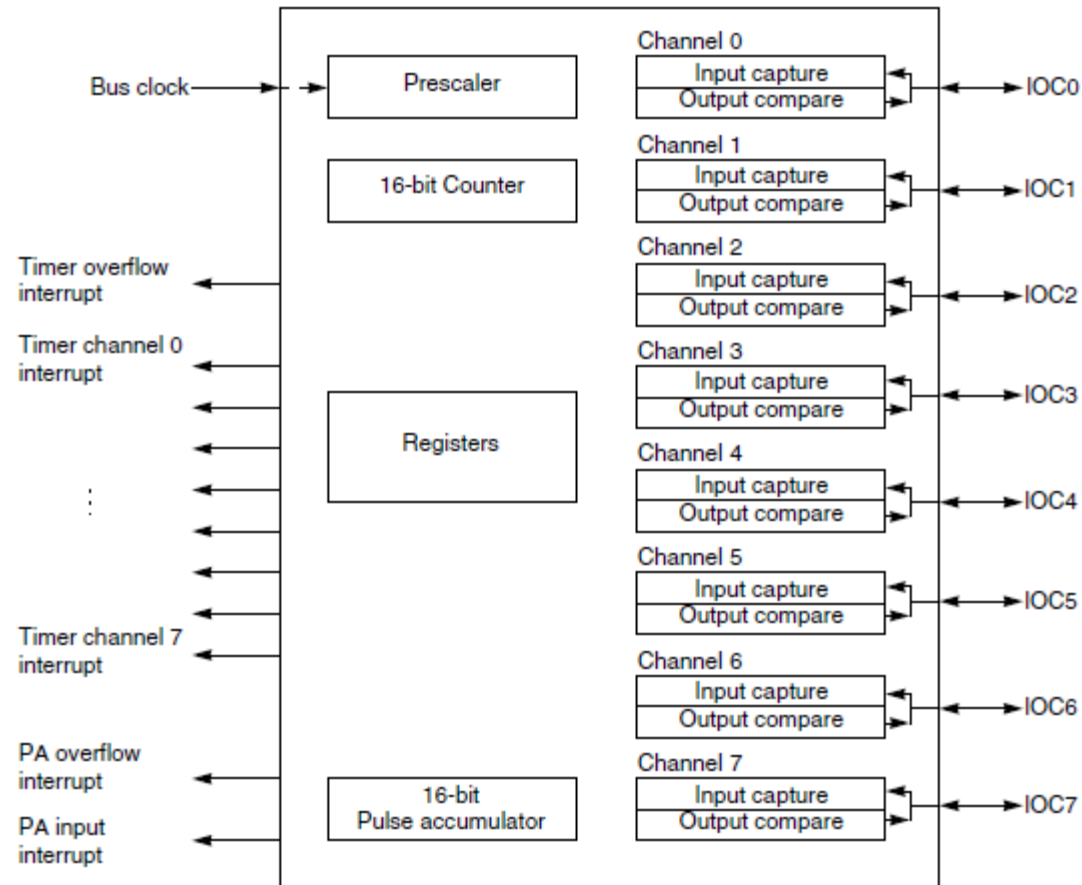 Bus clock
Prescaler
16-bit Counter
Timer overflow
interrupt
Timer channel 0
interrupt
Registers
Timer channel 7
interrupt
PA overflow
interrupt
PA input
interrupt
16-bit
Pulse accumulator
Channel 0
Input capture
Output compare
IOC0
Channel 1
Input capture
Output compare
IOC1
Channel 2
Input capture
Output compare
IOC2
Channel 3
Input capture
Output compare
IOC3
Channel 4
Input capture
Output compare
IOC4
Channel 5
Input capture
Output compare
IOC5
Channel 6
Input capture
Output compare
IOC6
Channel 7
Input capture
Output compare
IOC7